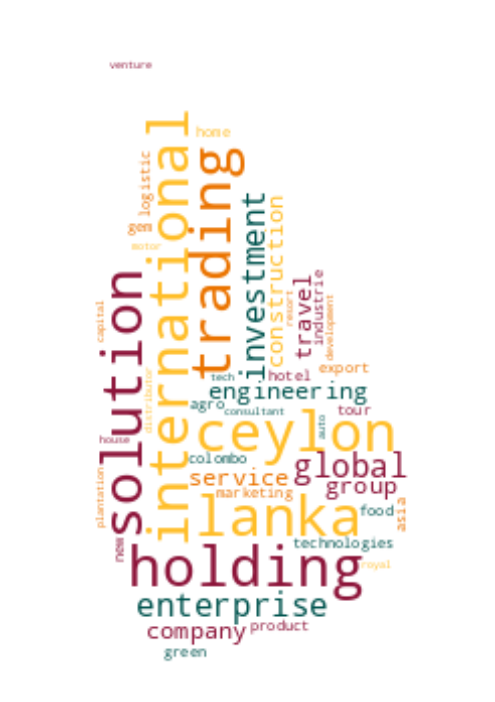 venture
home
international
trading
logistic
gem
motor
investment
construction
resort
travel
industrie
development
solution
capital
distributor
export
tech
hotel
engineering
agro
consultant
tour
auto
ceylon
house
colombo
global
service
group
marketing
plantation
lanka
food
asia
new
technologies
holding
royal
enterprise
company
product
green